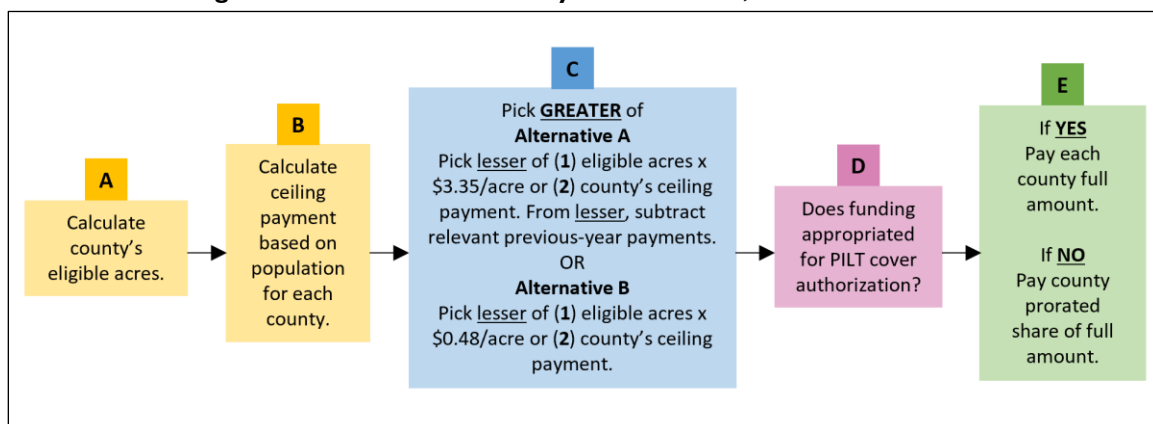 A
Calculate
county's
eligible acres.
B
Calculate
ceiling
payment
based on
population
for each
county.
C
Pick GREATER of
Alternative A
Pick lesser of (1) eligible acres x
$3.35/acre or (2) county's ceiling
payment. From lesser, subtract
relevant previous-year payments.
OR
Alternative B
Pick lesser of (1) eligible acres x
$0.48/acre or (2) county's ceiling
payment.
D
Does funding
appropriated
for PILT cover
authorization?
E
If YES
Pay each
county full
amount.
If NO
Pay county
prorated
share of full
amount.